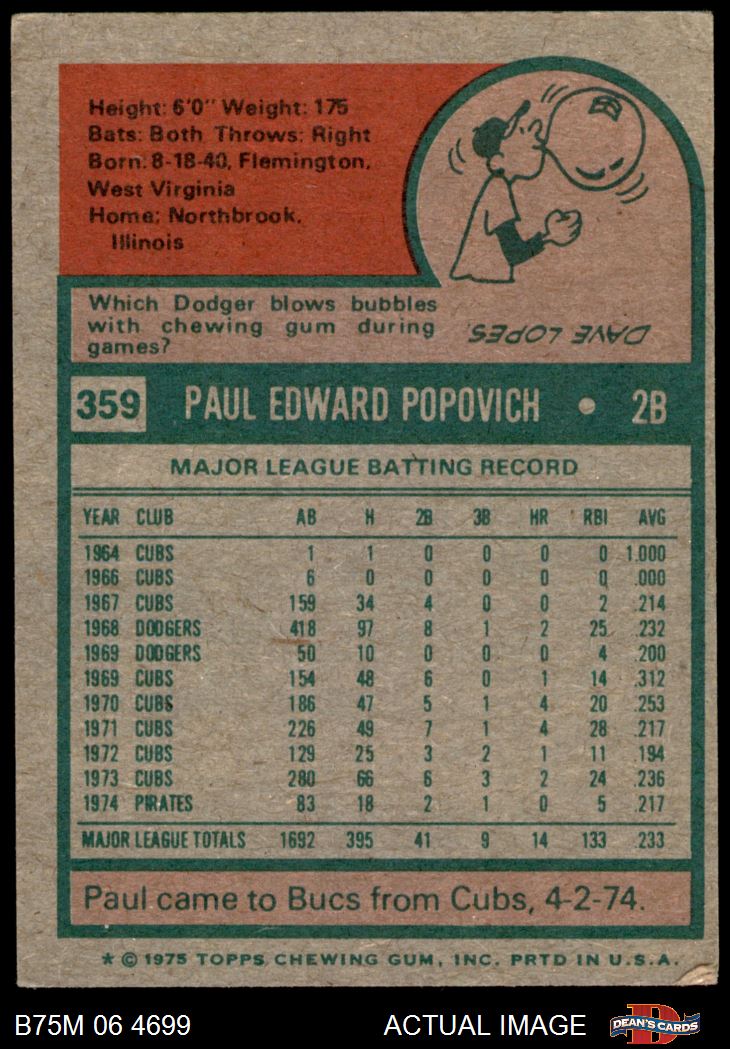 Height: 6'0" Weight: 175
Bats: Both Throws: Right
Born: 8-18-40, Flemington,
West Virginia
Home: Northbrook,
Illinois
Which Dodger blows bubbles
with chewing gum during
games?
DAVE LOPES.
359 PAUL EDWARD POPOVICH • 2B
MAJOR LEAGUE BATTING RECORD
YEAR CLUB AB H 2B 3B HR RBI AVG
1964 CUBS 1 1 0 0 0 0 1.000
1966 CUBS 6 0 0 0 0 0 .000
1967 CUBS 159 34 4 0 0 2 .214
1968 DODGERS 418 97 8 1 2 25 .232
1969 DODGERS 50 10 0 0 0 4 .200
1969 CUBS 154 48 6 0 1 14 .312
1970 CUBS 186 47 5 1 4 20 .253
1971 CUBS 226 49 7 1 4 28 .217
1972 CUBS 129 25 3 2 1 11 .194
1973 CUBS 280 66 6 3 2 24 .236
1974 PIRATES 83 18 2 1 0 5 .217
MAJOR LEAGUE TOTALS 1692 395 41 9 14 133 .233
Paul came to Bucs from Cubs, 4-2-74.
* © 1975 TOPPS CHEWING GUM, INC. PRTD IN U.S.A.
B75M 06 4699 ACTUAL IMAGE DEAN'S CARDS